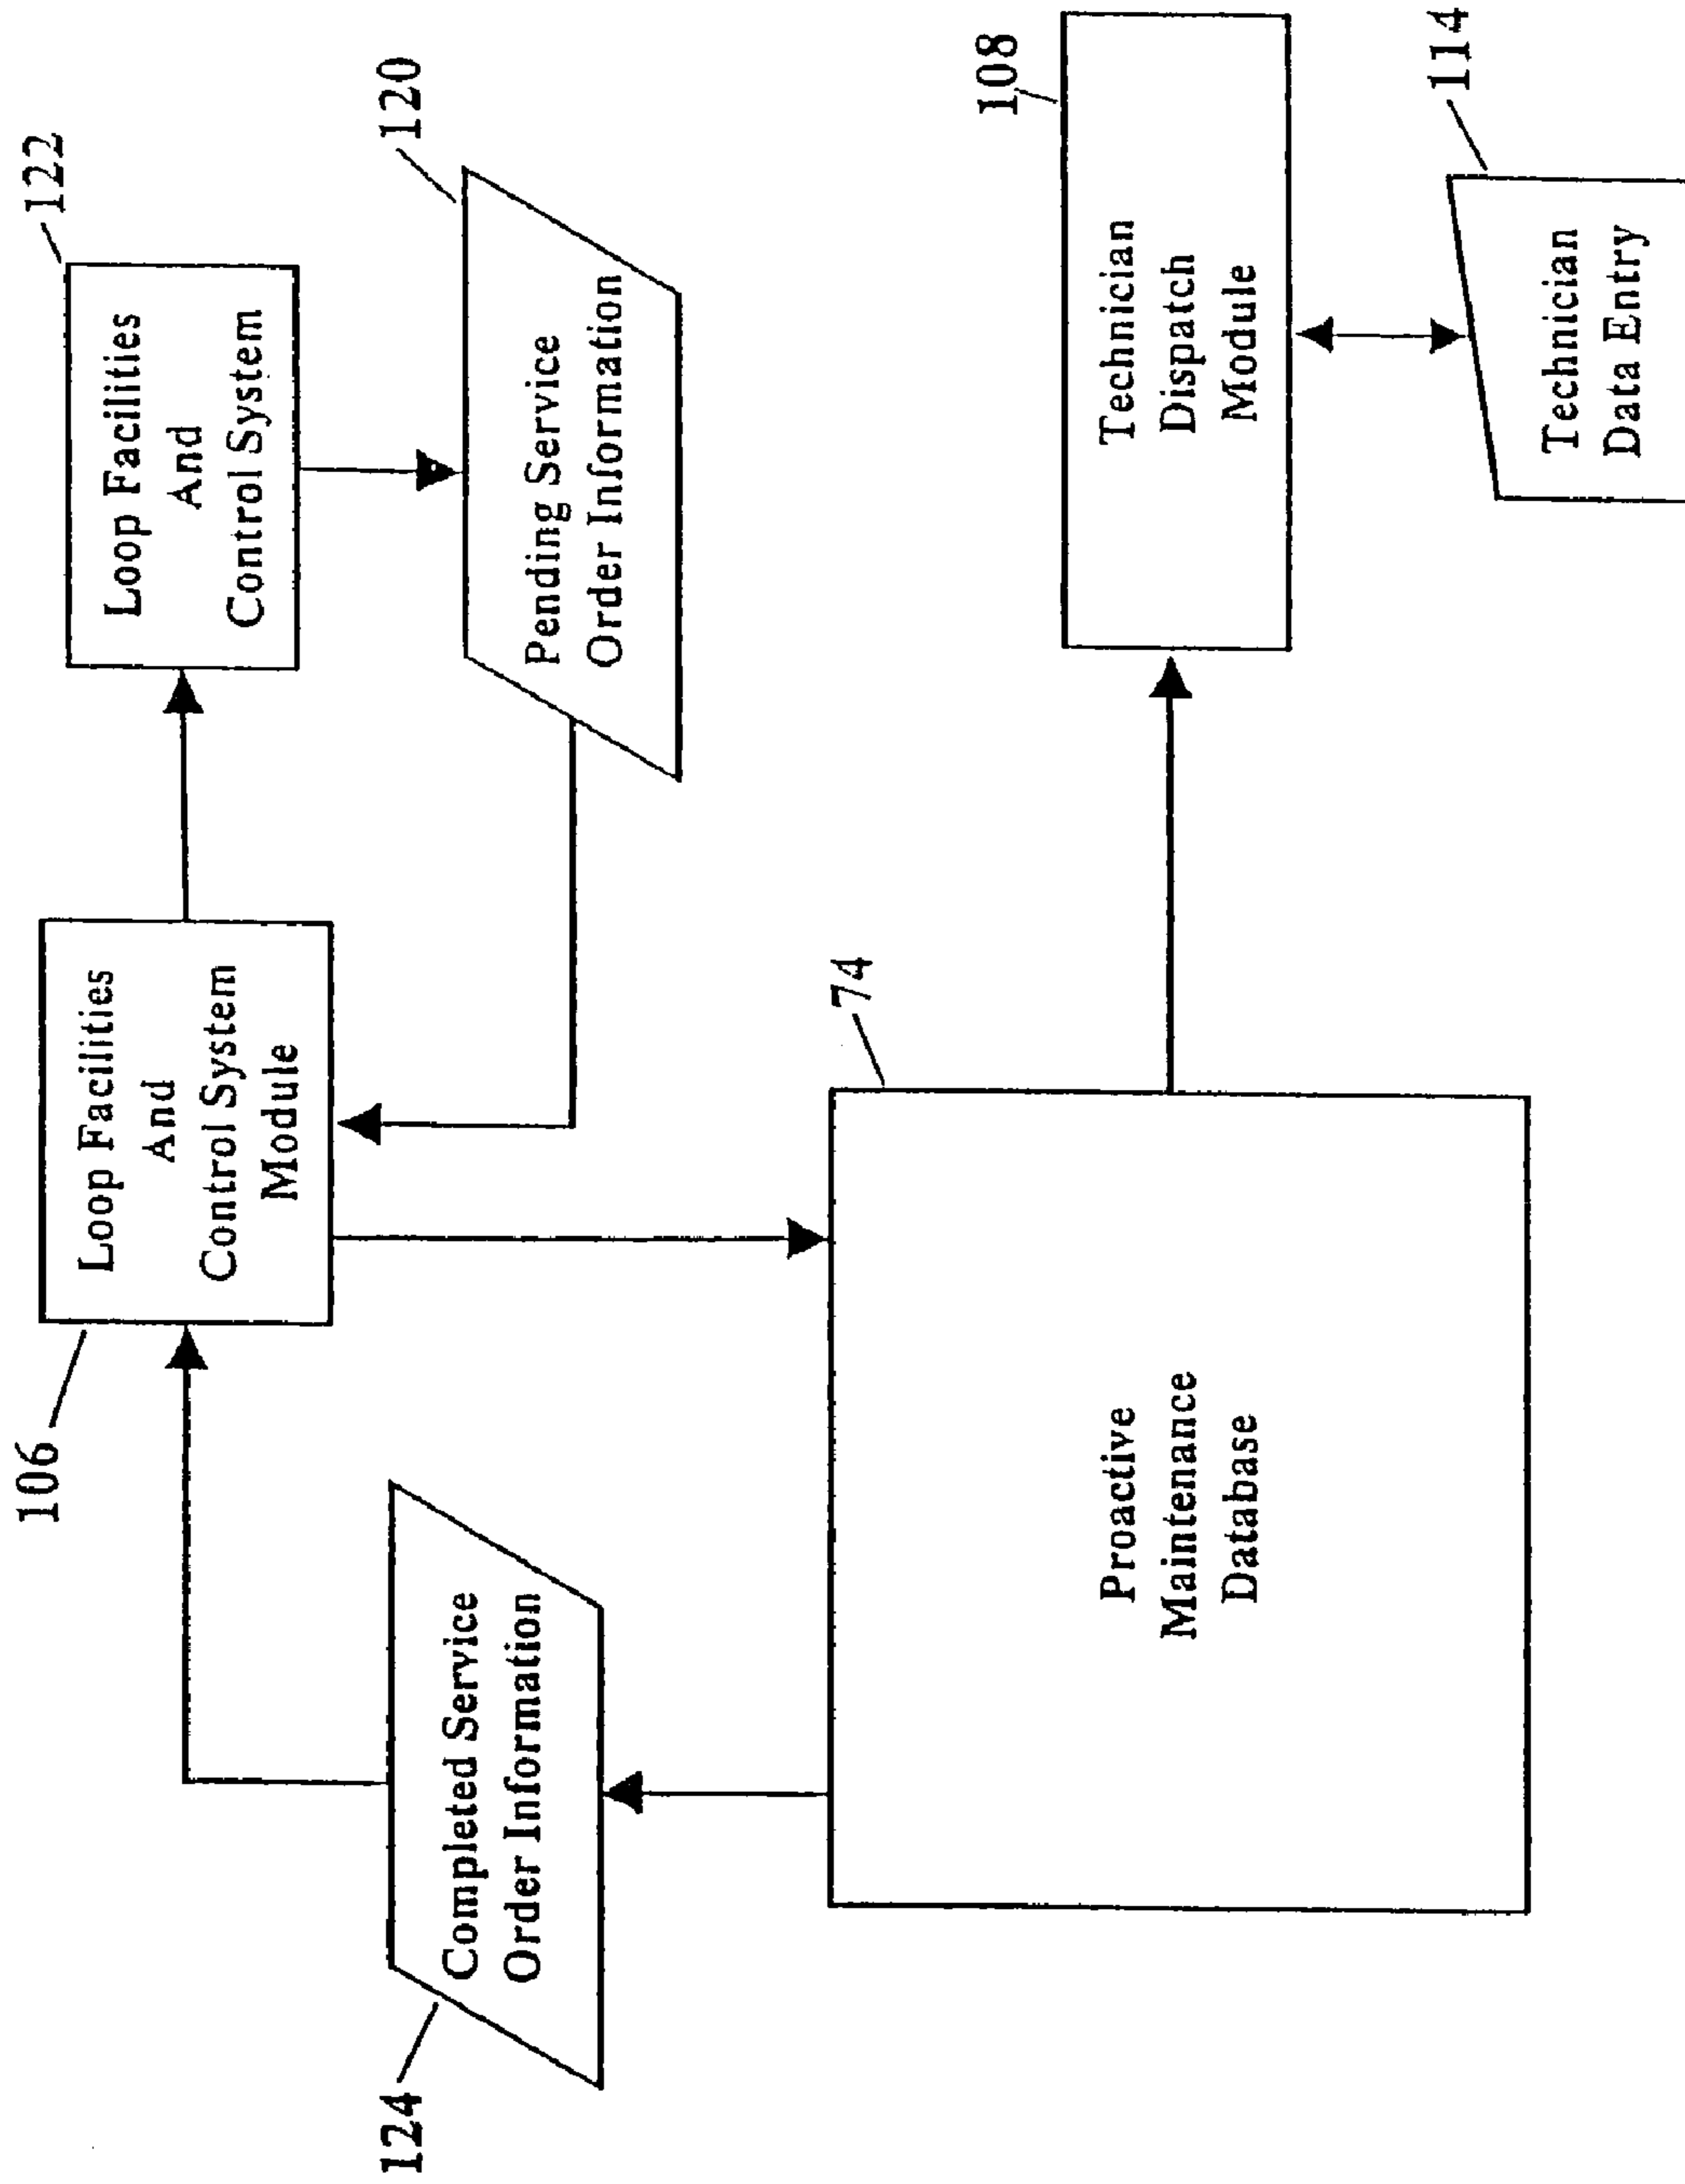 106
Loop Facilities
And
Control System
Module
122
Loop Facilities
And
Control System
124
Completed Service
Order Information
120
Pending Service
Order Information
74
Proactive
Maintenance
Database
108
Technician
Dispatch
Module
114
Technician
Data Entry